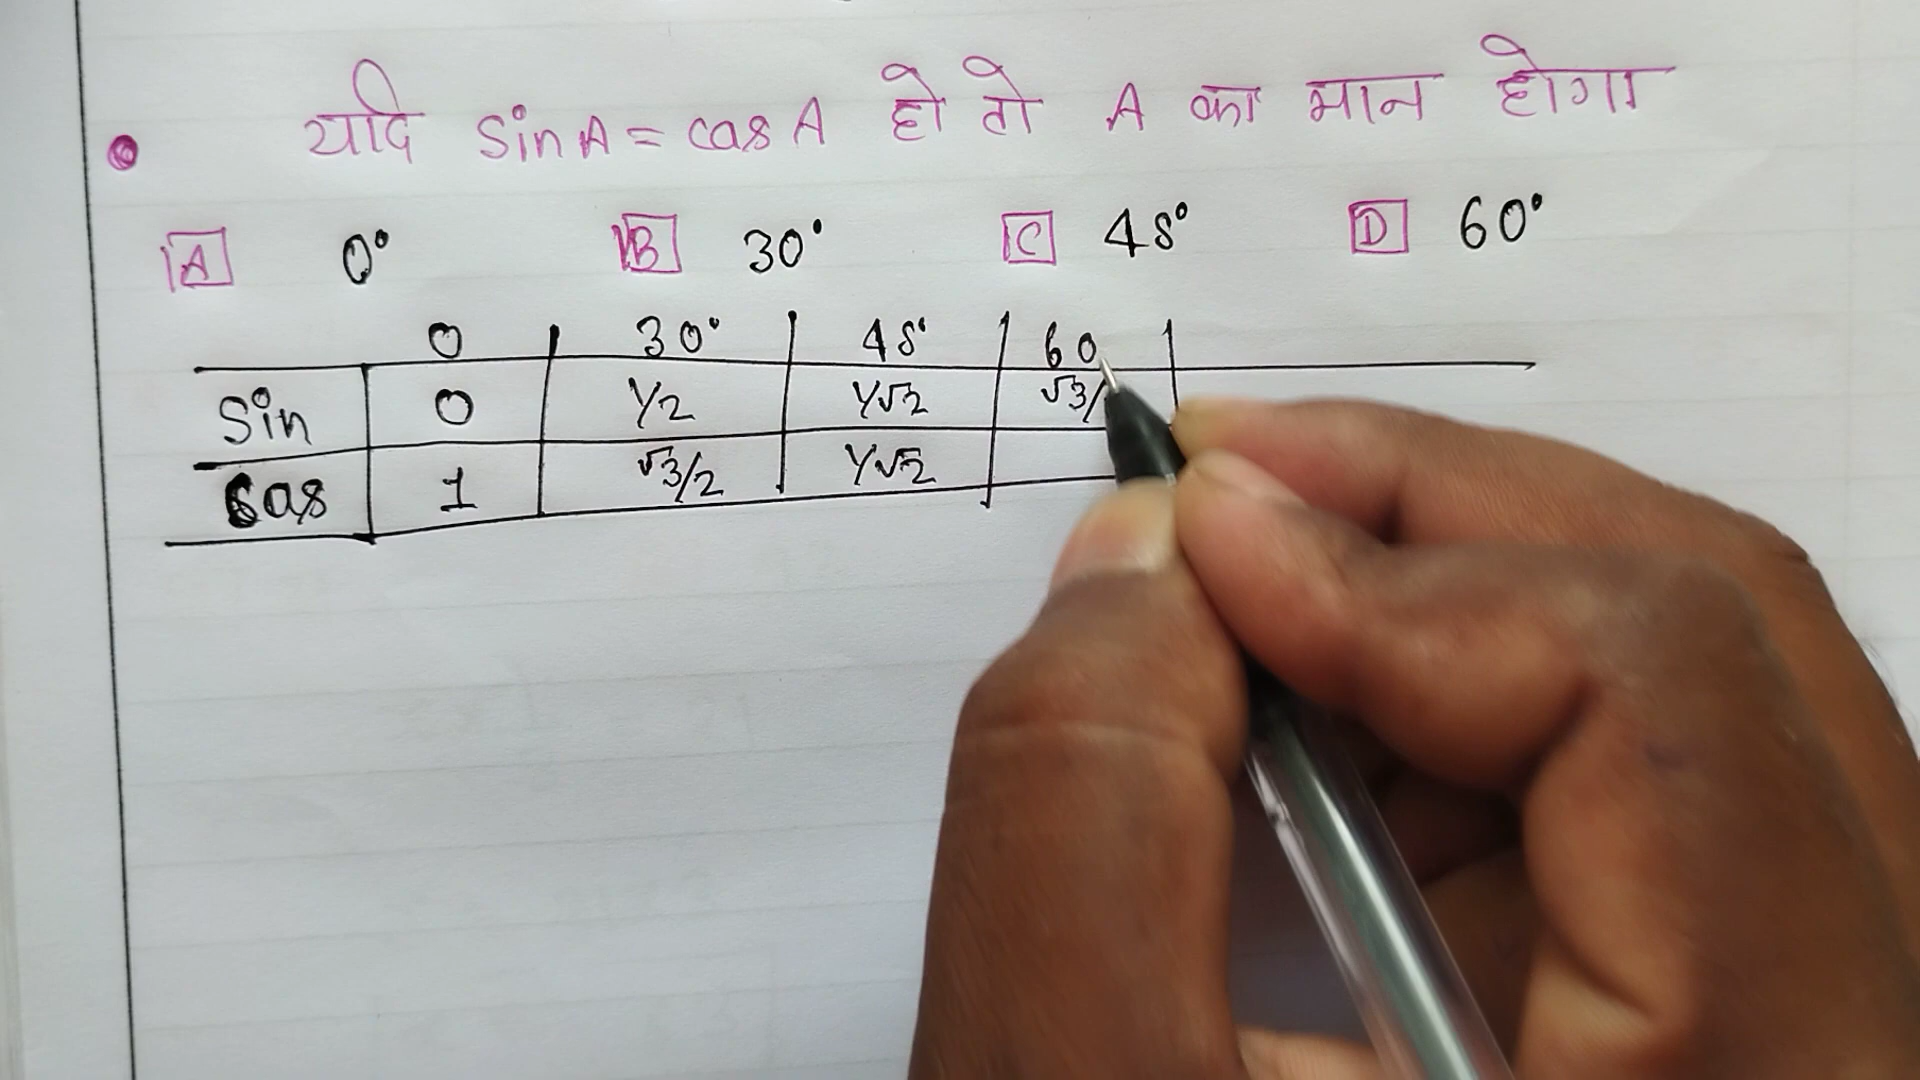 यदि sin A = cos A हो तो A का मान होगा
A 0° B 30° C 45° D 60°
0 30° 45° 60
Sin 0 1/2 1/√2 √3/
Cos 1 √3/2 1/√2